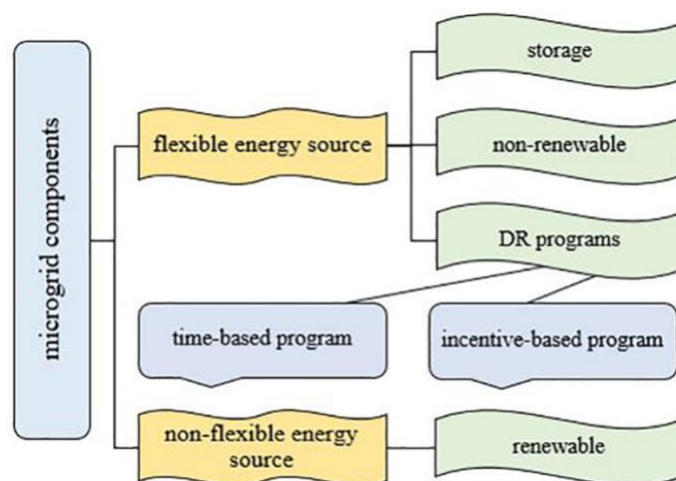 microgrid components
flexible energy source
storage
non-renewable
DR programs
time-based program
incentive-based program
non-flexible energy
source
renewable